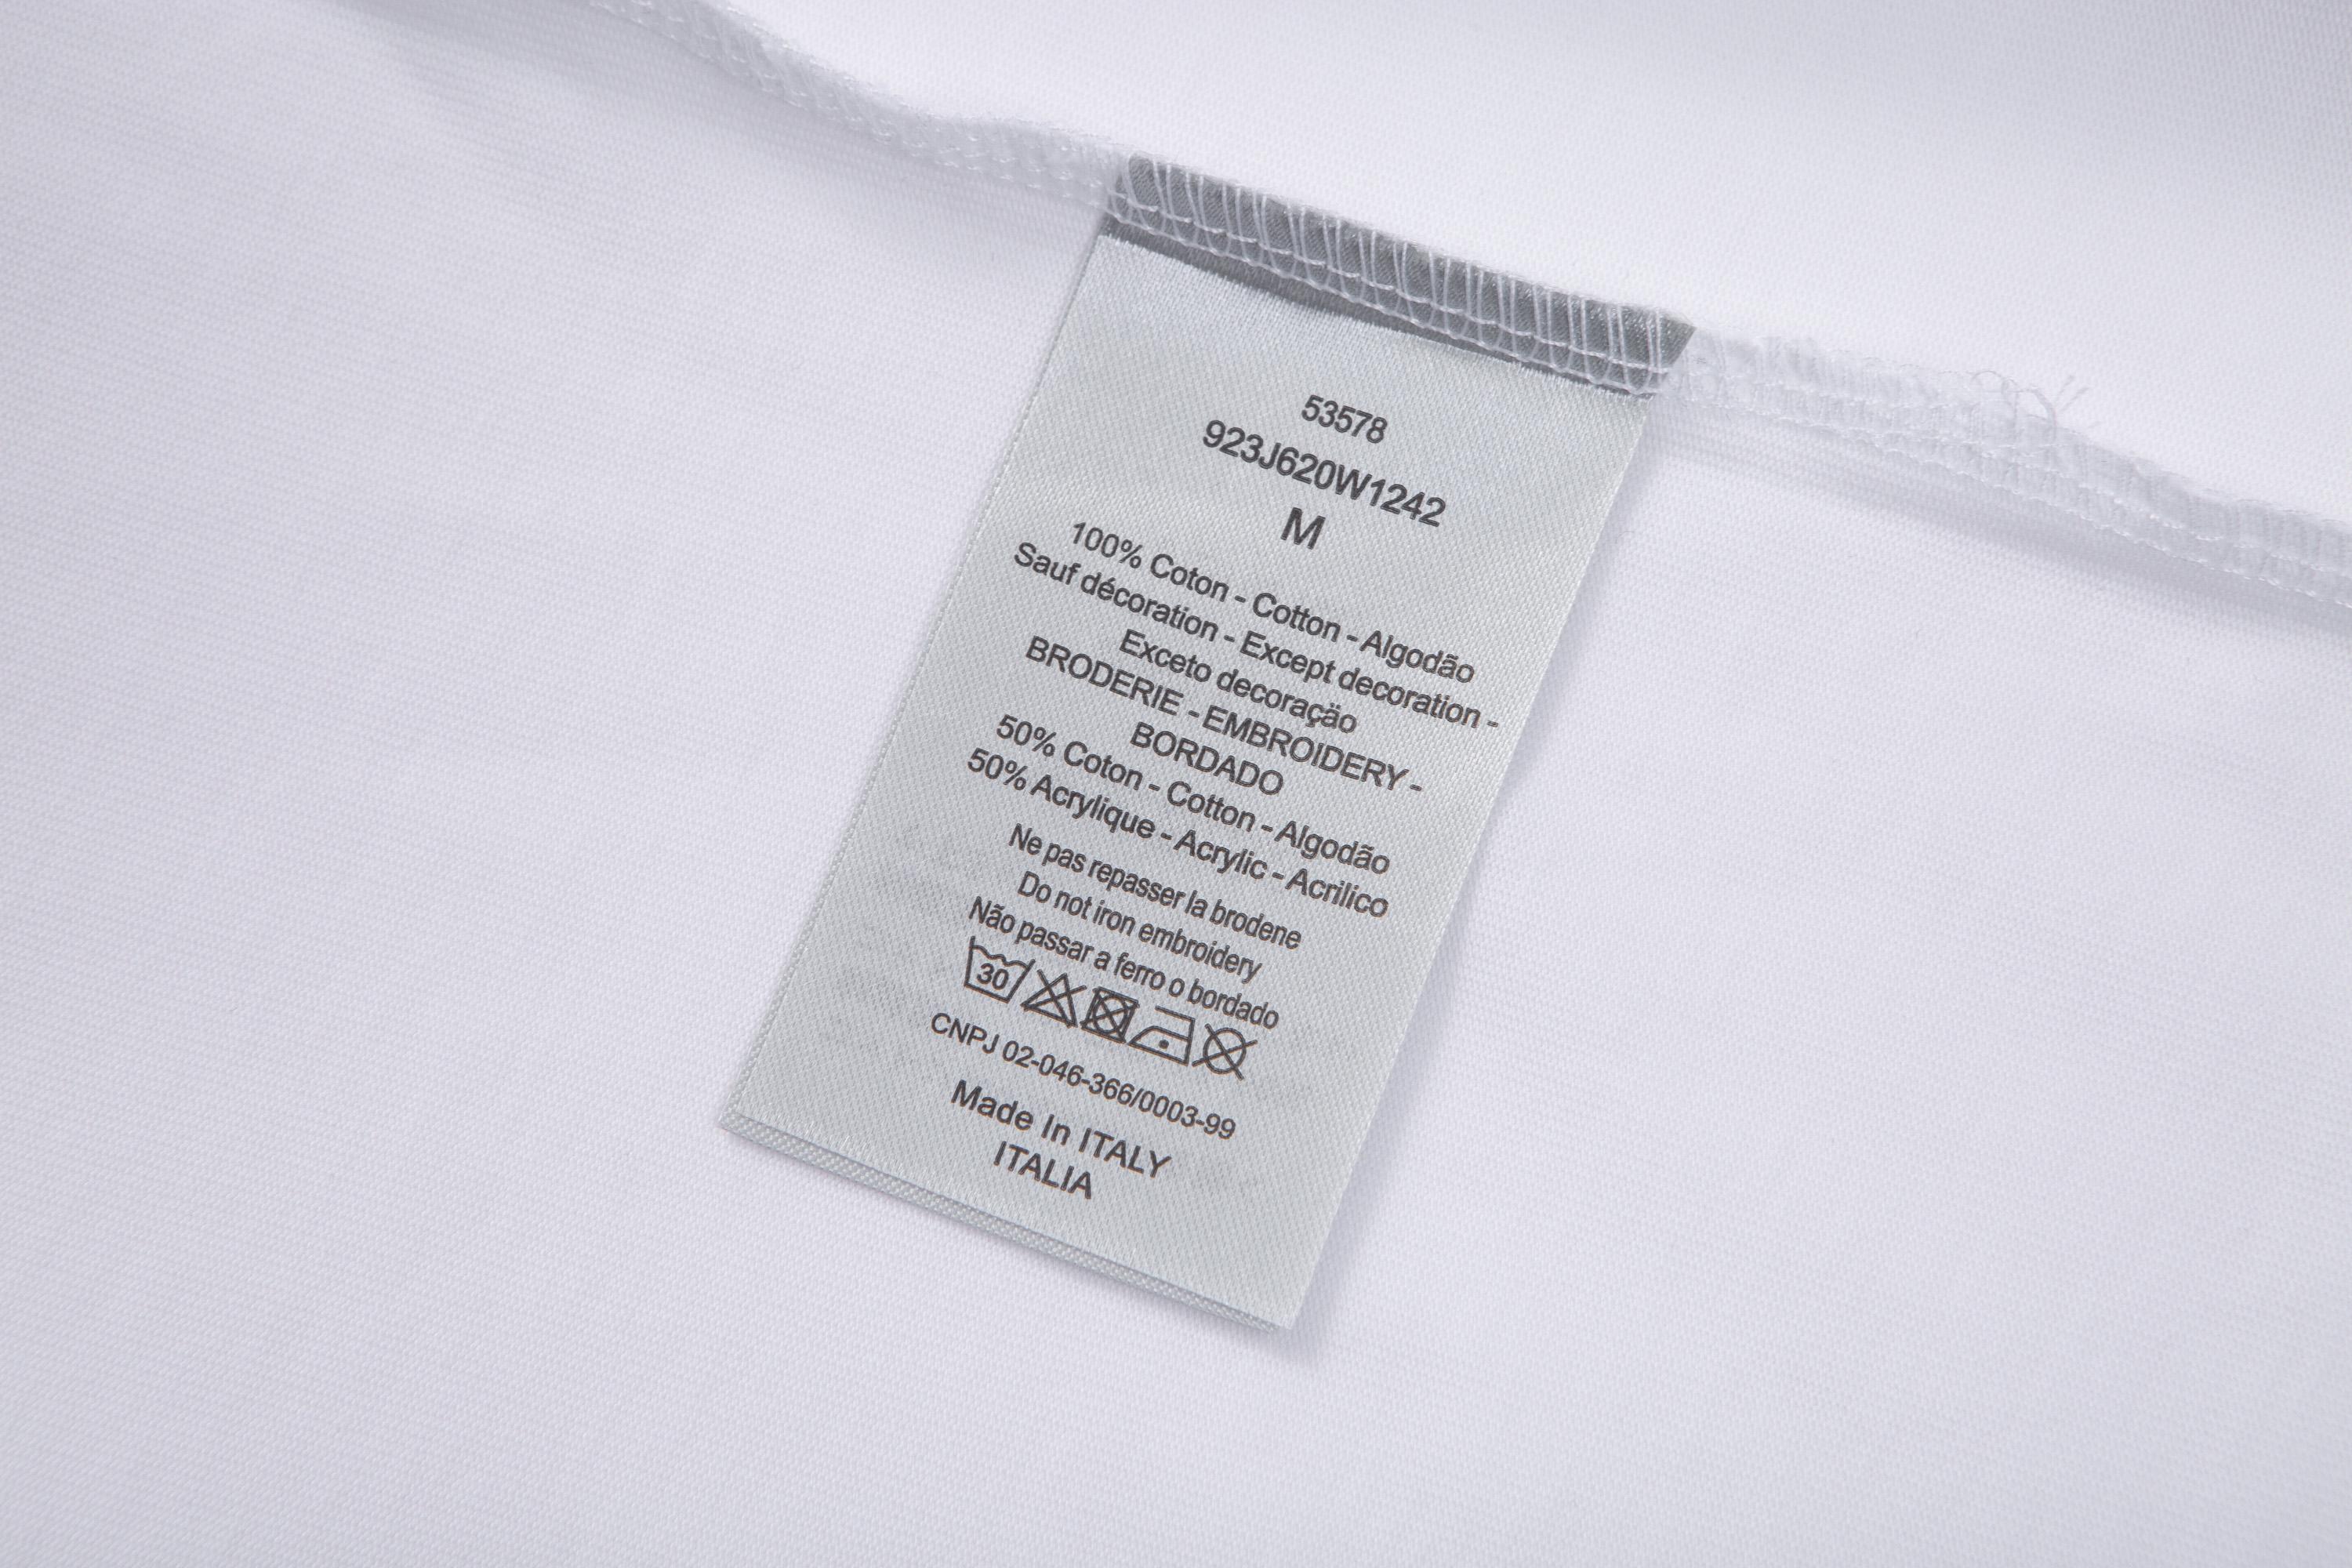 53578
923J620W1242
M
100% Coton - Cotton - Algodão
Sauf décoration - Except decoration -
Exceto decoração
BRODERIE - EMBROIDERY -
BORDADO
50% Coton - Cotton - Algodão
50% Acrylique - Acrylic - Acrilico
Ne pas repasser la brodene
Do not iron embroidery
Não passar a ferro o bordado
30
CNPJ 02-046-366/0003-99
Made In ITALY
ITALIA